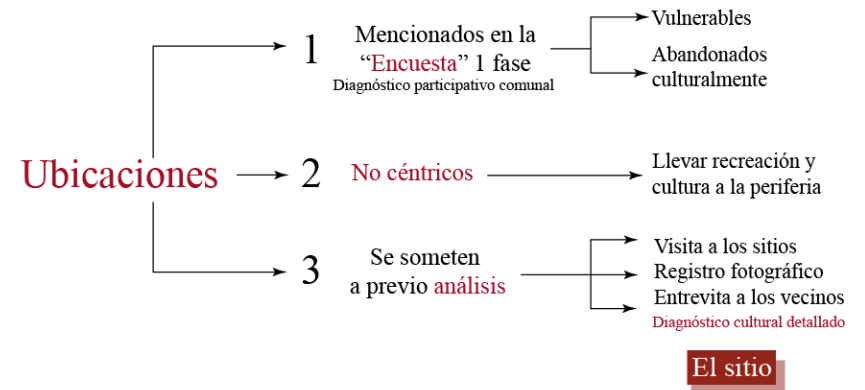 Ubicaciones
1
Mencionados en la
“Encuesta” 1 fase
Diagnóstico participativo comunal
Vulnerables
Abandonados
culturalmente
2
No céntricos
Llevar recreación y
cultura a la periferia
3
Se someten
a previo análisis
Visita a los sitios
Registro fotográfico
Entrevita a los vecinos
Diagnóstico cultural detallado
El sitio